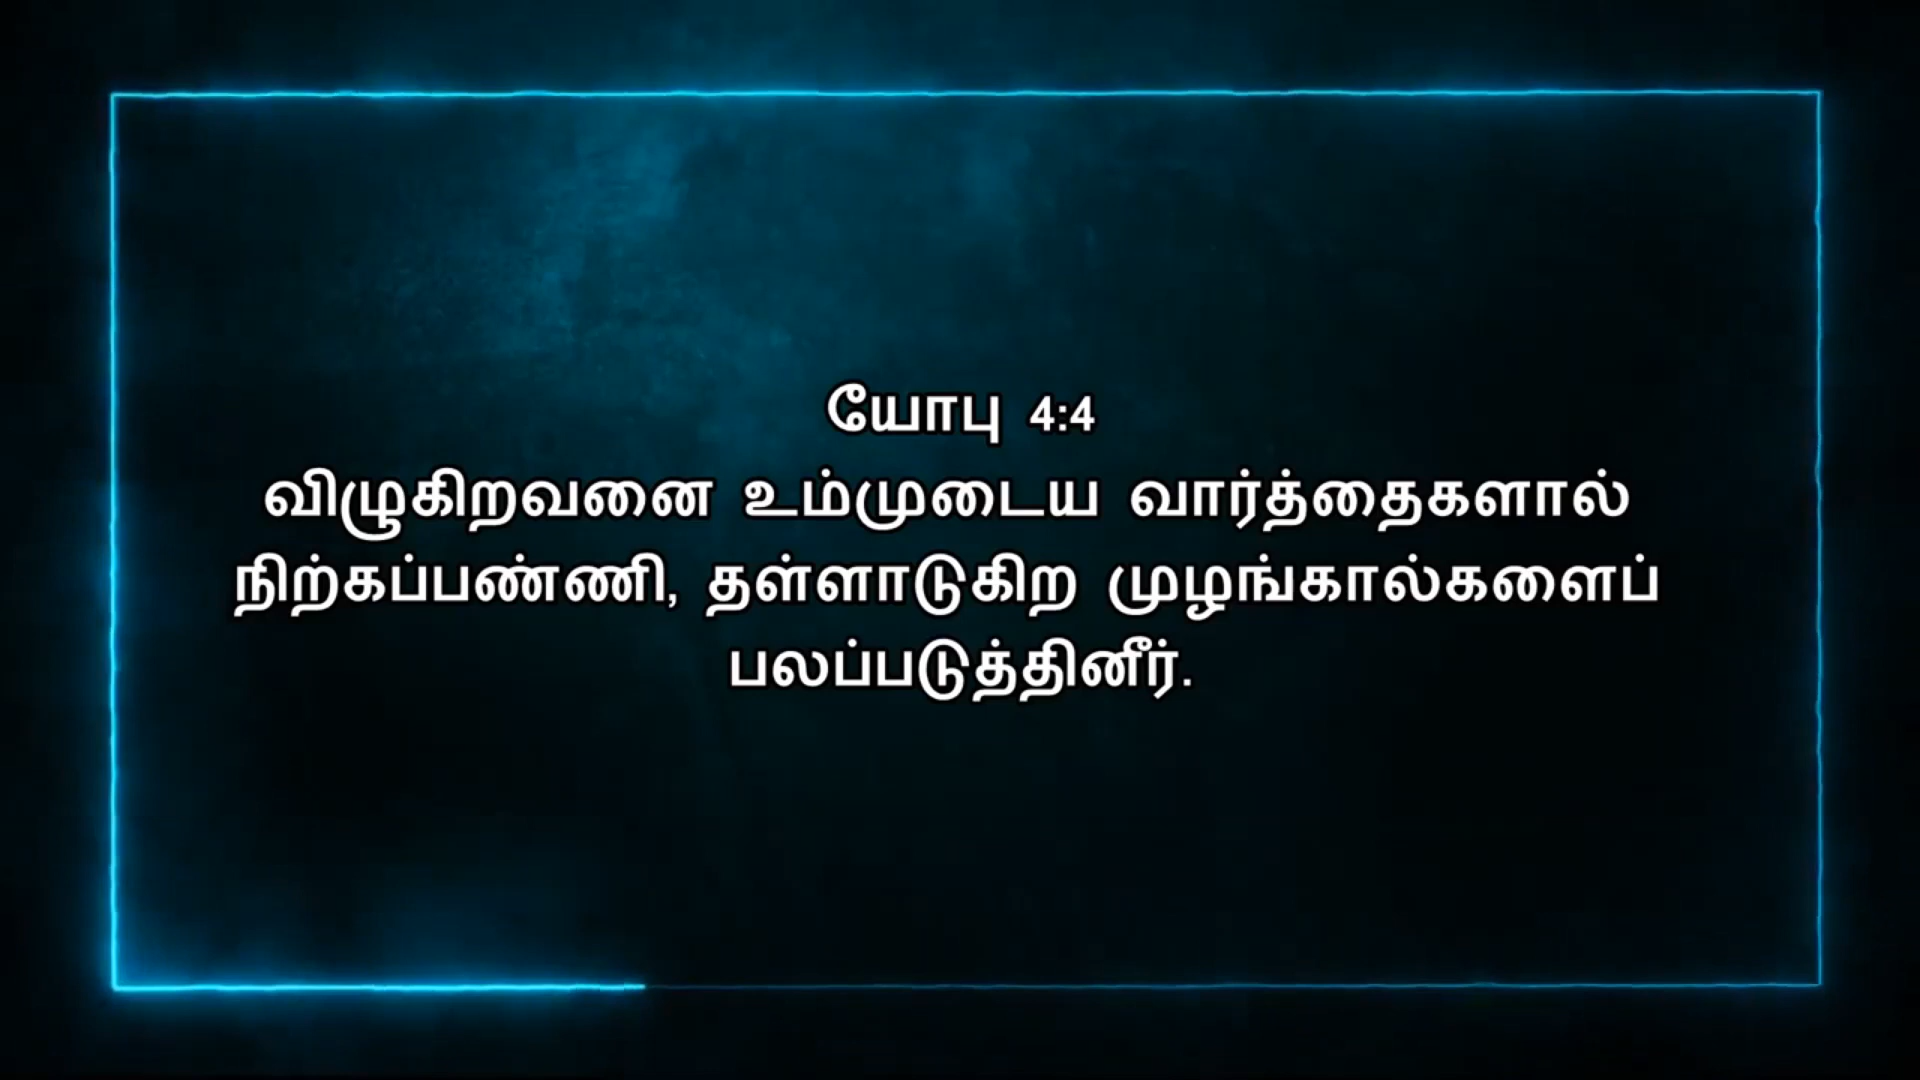 யோபு 4:4
விழுகிறவனை உம்முடைய வார்த்தைகளால்
நிற்கப்பண்ணி, தள்ளாடுகிற முழங்கால்களைப்
பலப்படுத்தினீர்.